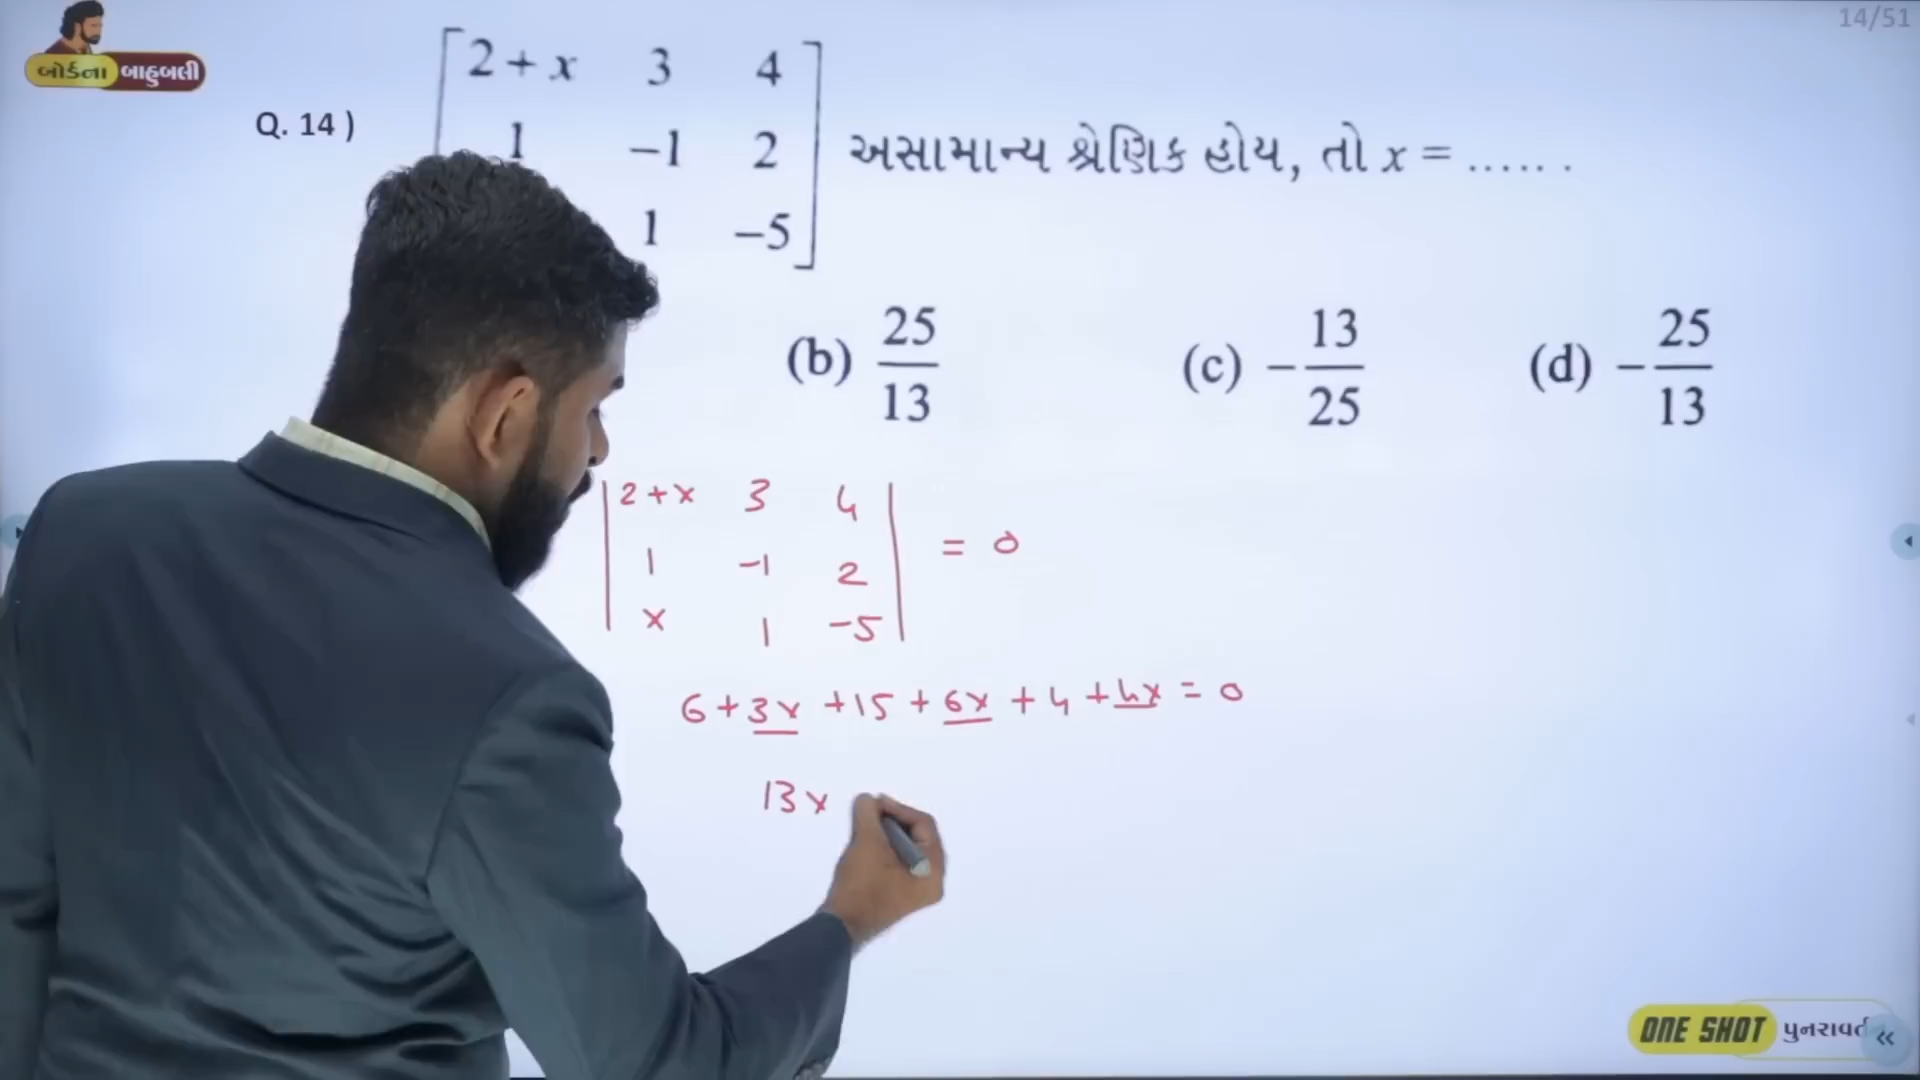 14/51
બોર્ડના બાહુબલી
Q. 14 )
2 + x 3 4
1 −1 2
1 −5
અસામાન્ય શ્રેણિક હોય, તો x = ...... .
(b) 25/13 (c) −13/25 (d) −25/13
2+x 3 4
1 -1 2
x 1 -5
= 0
6+3x +15 + 6x + 4 + 4x = 0
13x
ONE SHOT